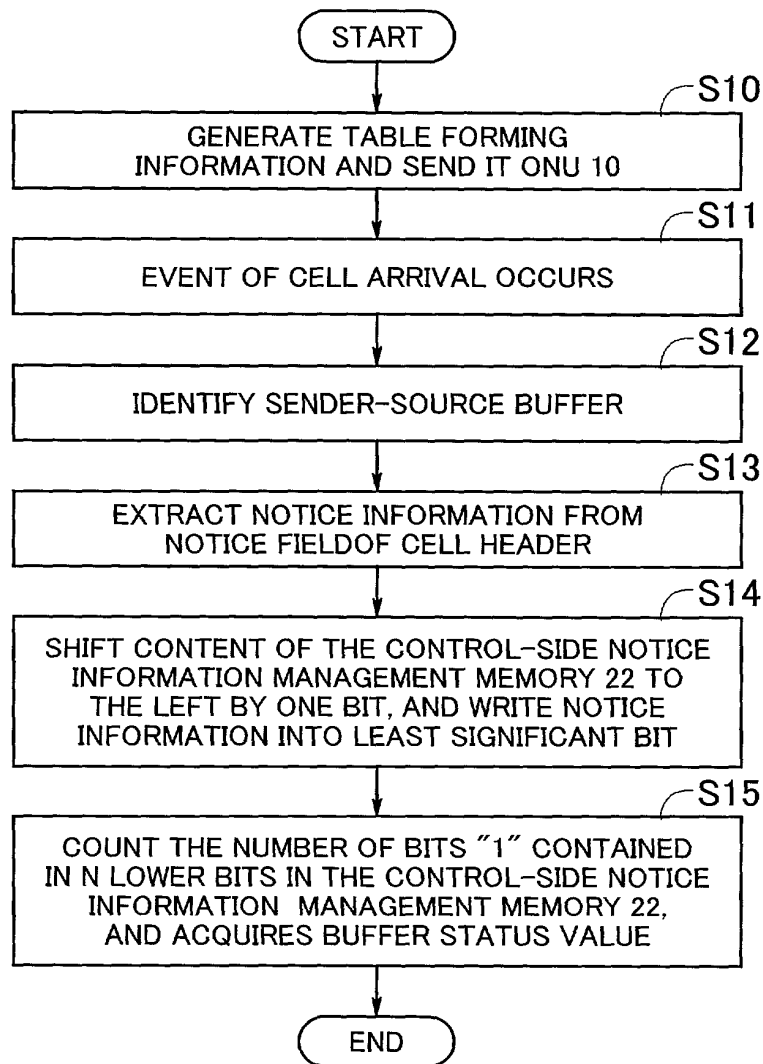 START
S10
GENERATE TABLE FORMING
INFORMATION AND SEND IT ONU 10
S11
EVENT OF CELL ARRIVAL OCCURS
S12
IDENTIFY SENDER-SOURCE BUFFER
S13
EXTRACT NOTICE INFORMATION FROM
NOTICE FIELDOF CELL HEADER
S14
SHIFT CONTENT OF THE CONTROL-SIDE NOTICE
INFORMATION MANAGEMENT MEMORY 22 TO
THE LEFT BY ONE BIT, AND WRITE NOTICE
INFORMATION INTO LEAST SIGNIFICANT BIT
S15
COUNT THE NUMBER OF BITS "1" CONTAINED
IN N LOWER BITS IN THE CONTROL-SIDE NOTICE
INFORMATION MANAGEMENT MEMORY 22,
AND ACQUIRES BUFFER STATUS VALUE
END